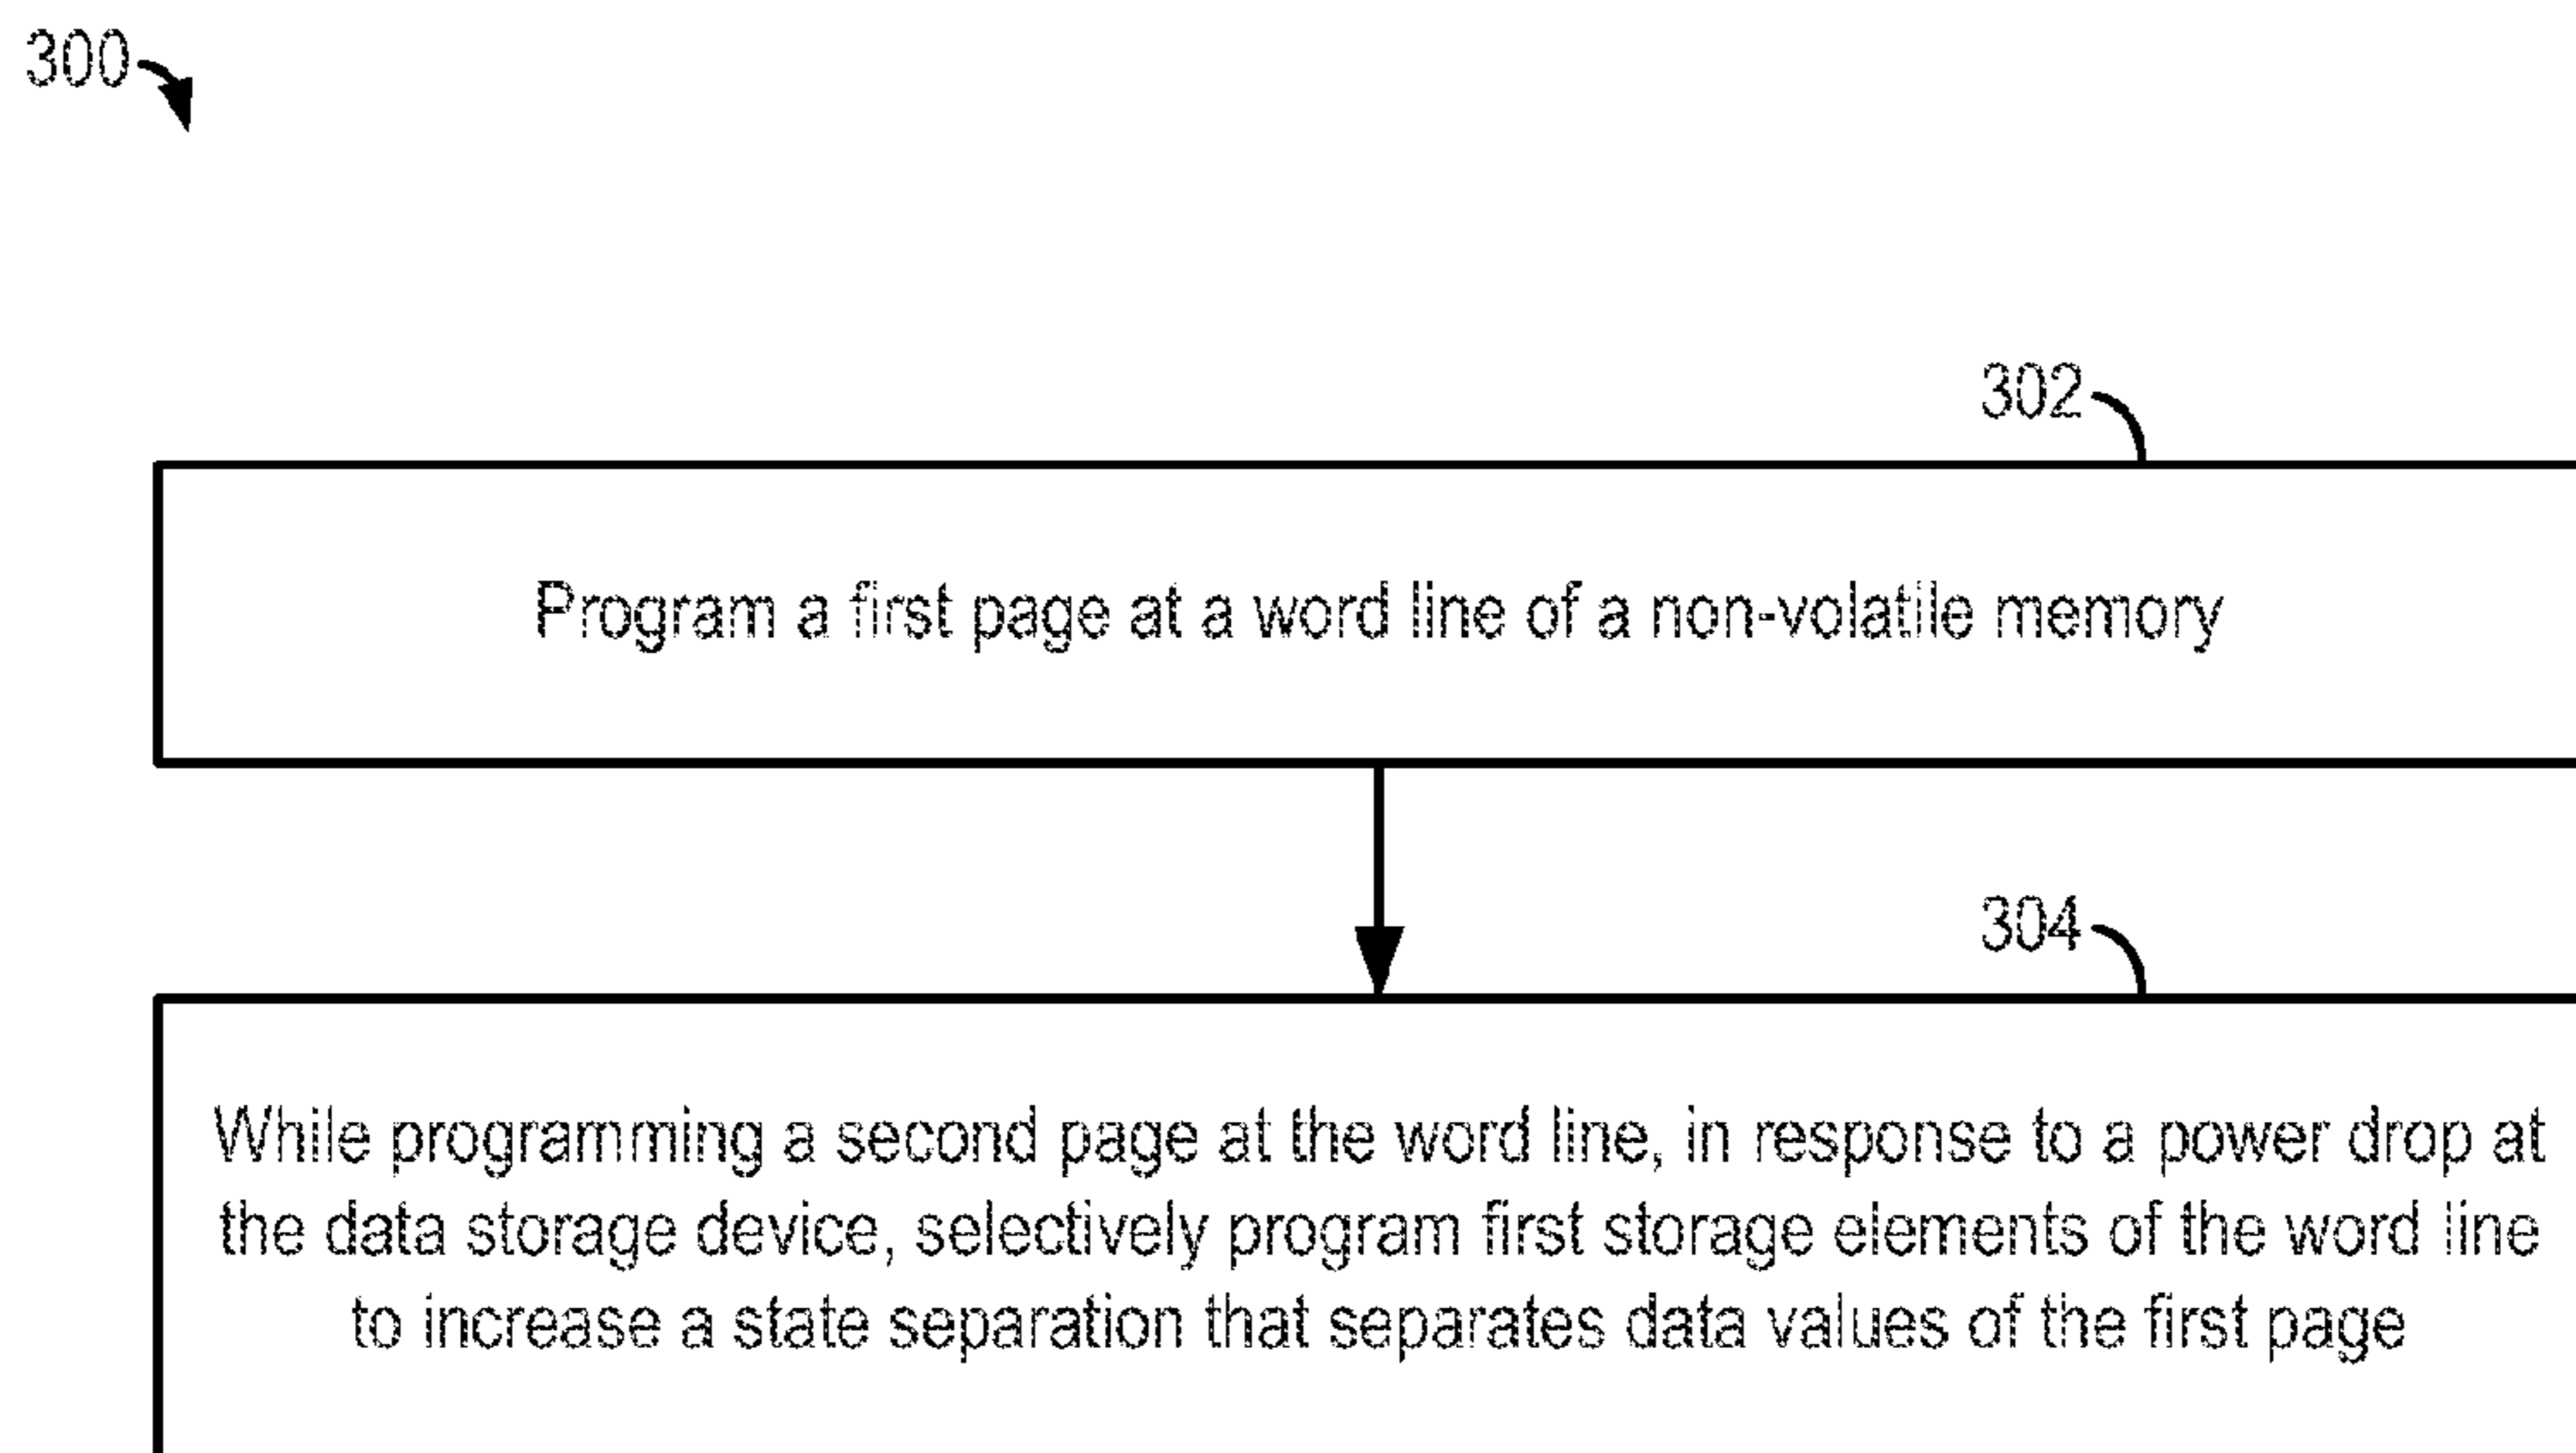 300
302
Program a first page at a word line of a non-volatile memory
304
While programming a second page at the word line, in response to a power drop at
the data storage device, selectively program first storage elements of the word line
to increase a state separation that separates data values of the first page